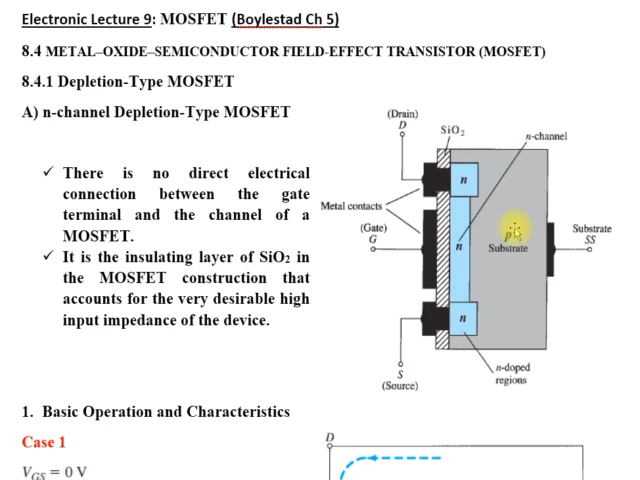 Electronic Lecture 9: MOSFET (Boylestad Ch 5)
8.4 METAL–OXIDE–SEMICONDUCTOR FIELD-EFFECT TRANSISTOR (MOSFET)
8.4.1 Depletion-Type MOSFET
A) n-channel Depletion-Type MOSFET
✓ There is no direct electrical
connection between the gate
terminal and the channel of a
MOSFET.
✓ It is the insulating layer of SiO₂ in
the MOSFET construction that
accounts for the very desirable high
input impedance of the device.
(Drain)
D
SiO₂
n-channel
n
Metal contacts
(Gate)
G
n
p
Substrate
Substrate
SS
n
S
(Source)
n-doped
regions
1. Basic Operation and Characteristics
Case 1
V_GS = 0 V
D